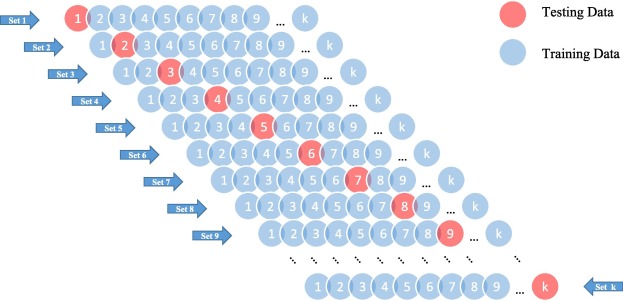 Testing Data
Training Data
Set 1 1 2 3 4 5 6 7 8 9 ... k
Set 2 1 2 3 4 5 6 7 8 9 ... k
Set 3 1 2 3 4 5 6 7 8 9 ... k
Set 4 1 2 3 4 5 6 7 8 9 ... k
Set 5 1 2 3 4 5 6 7 8 9 ... k
Set 6 1 2 3 4 5 6 7 8 9 ... k
Set 7 1 2 3 4 5 6 7 8 9 ... k
Set 8 1 2 3 4 5 6 7 8 9 ... k
Set 9 1 2 3 4 5 6 7 8 9 ... k
1 2 3 4 5 6 7 8 9 ... k Set k